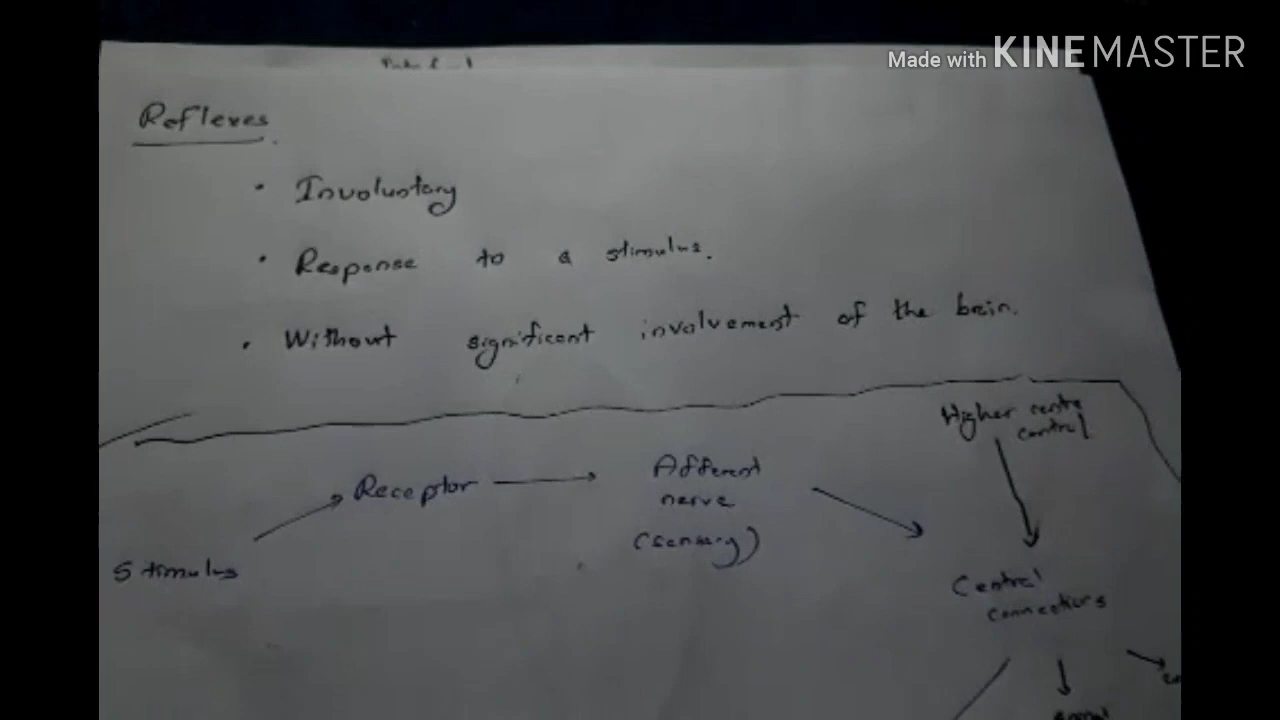 Made with KINEMASTER
Reflexes
· Involuntary
· Response to a stimulus.
· Without significant involvement of the brain.
Higher centre
control
Receptor
Afferent
nerve
(sensory)
Stimulus
Central
connections